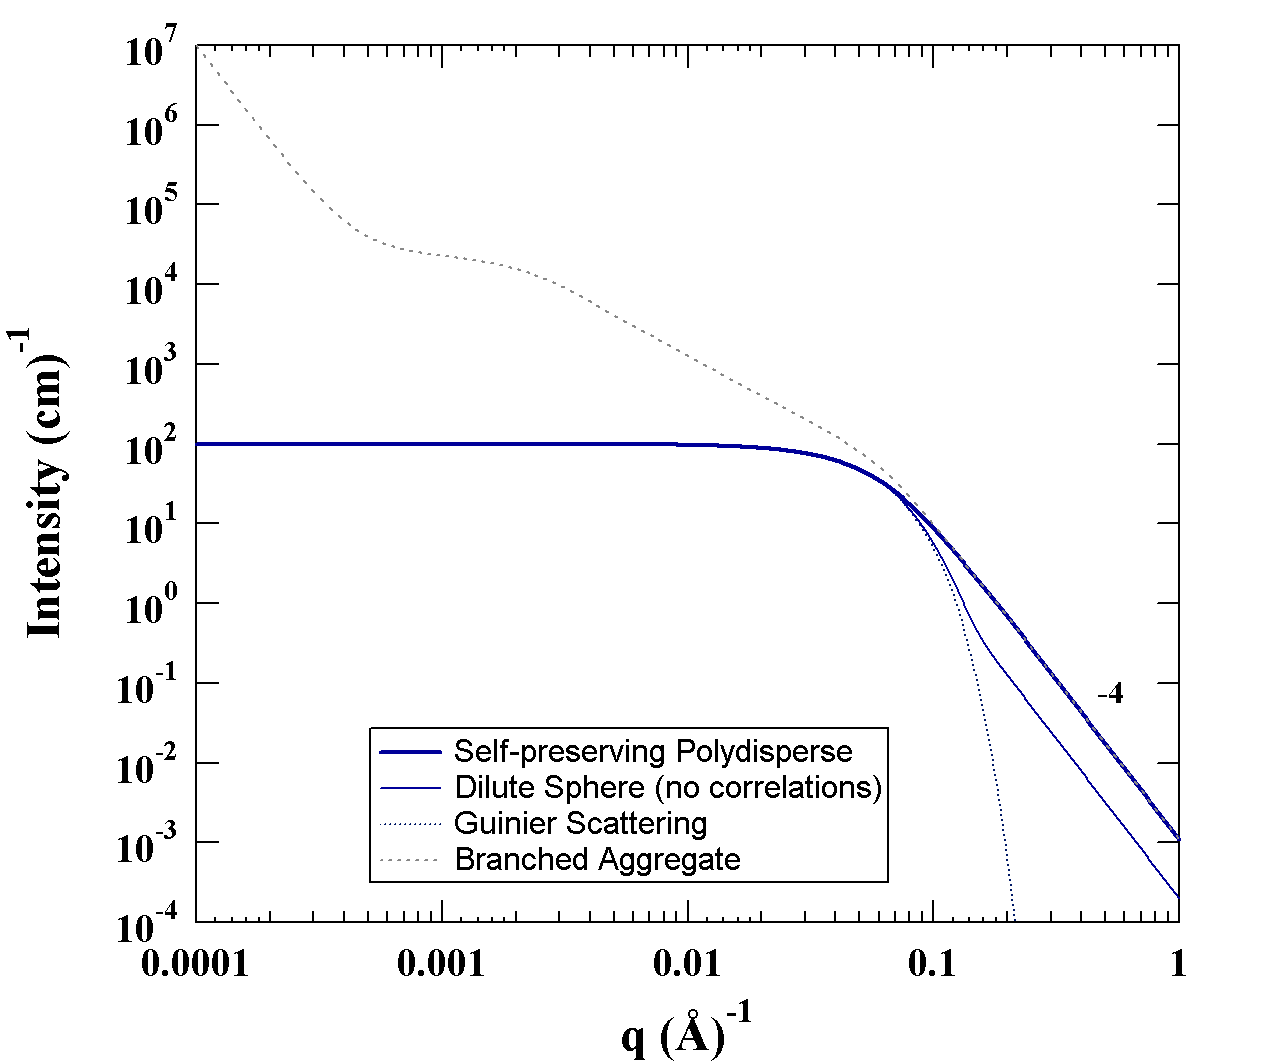 10^7
10^6
10^5
10^4
10^3
10^2
10^1
10^0
10^-1
10^-2
10^-3
10^-4
Intensity (cm)^-1
-4
Self-preserving Polydisperse
Dilute Sphere (no correlations)
Guinier Scattering
Branched Aggregate
0.0001 0.001 0.01 0.1 1
q (Å)^-1